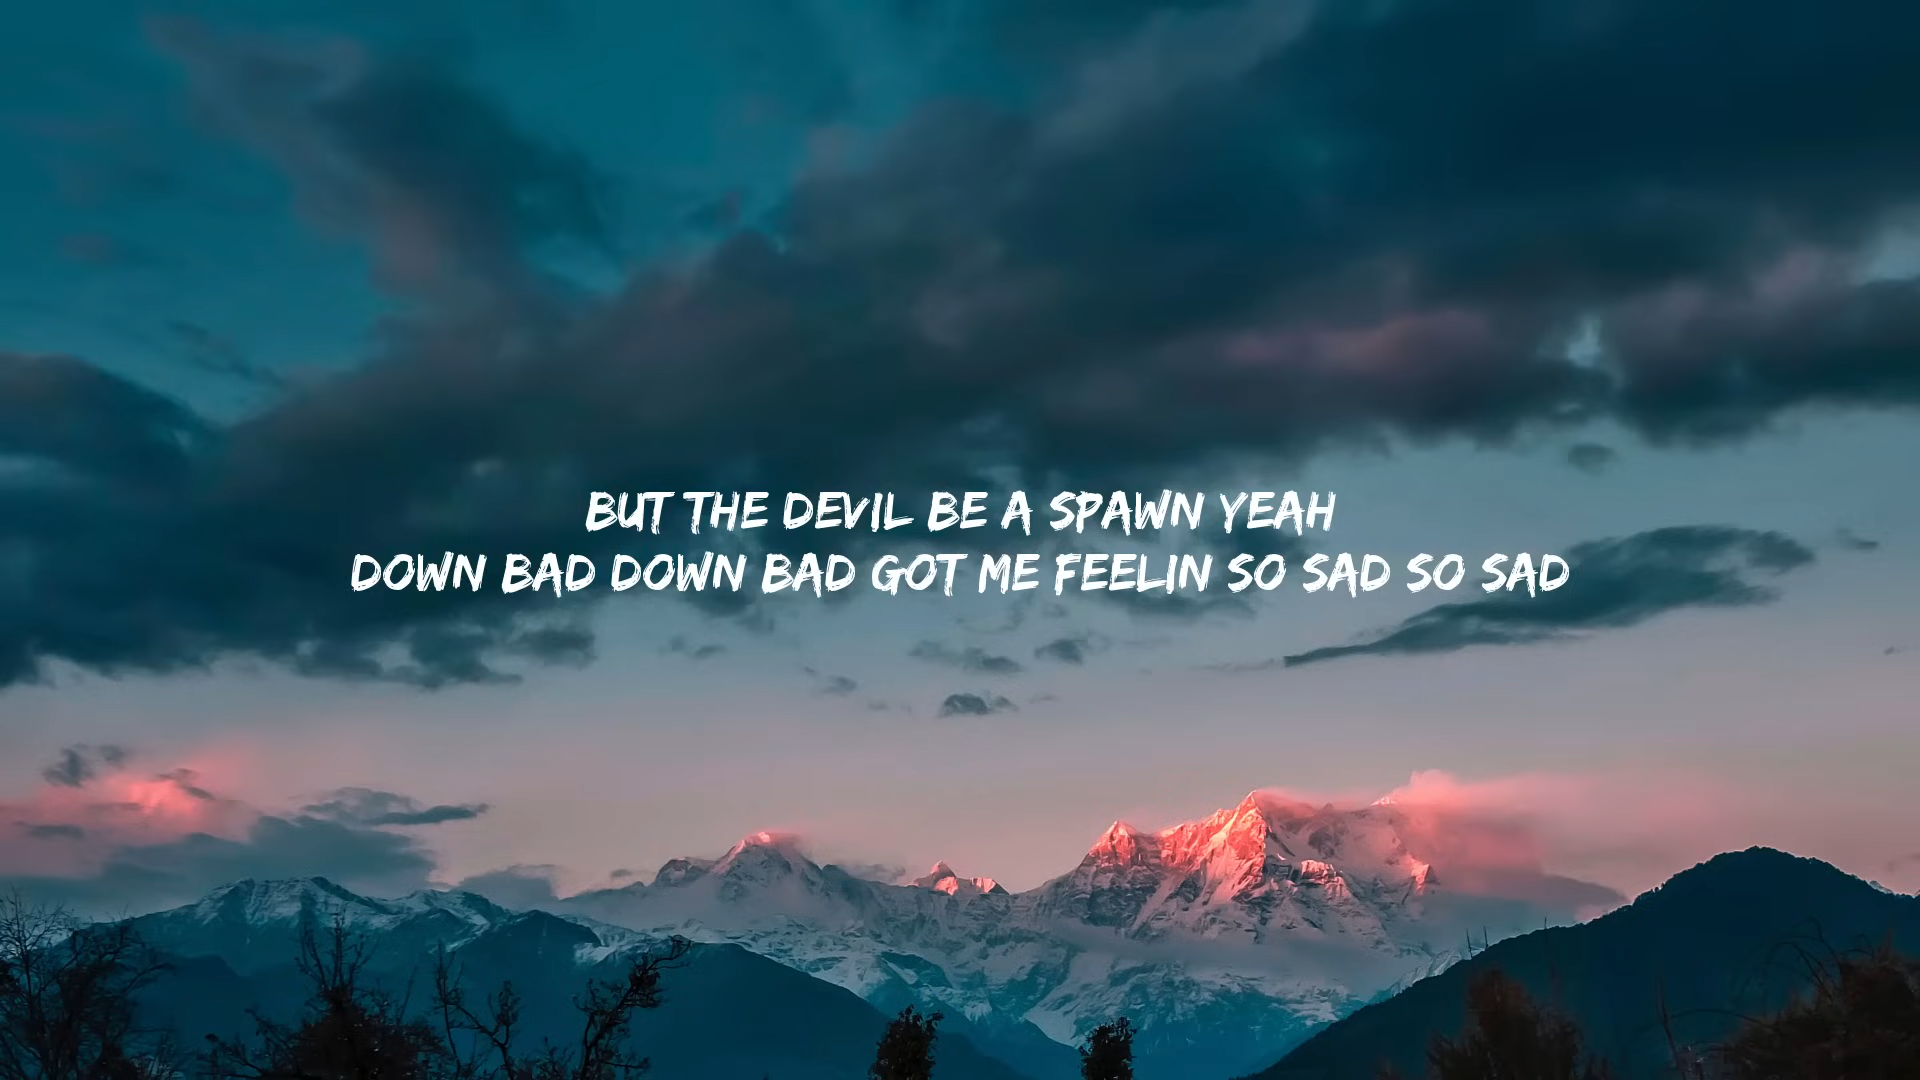 BUT THE DEVIL BE A SPAWN YEAH
DOWN BAD DOWN BAD GOT ME FEELIN SO SAD SO SAD